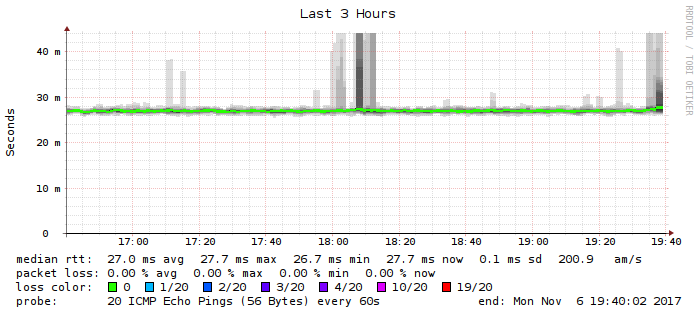 Last 3 Hours
RRDTOOL / TOBI OETIKER
Seconds
40 m
30 m
20 m
10 m
0
17:00 17:20 17:40 18:00 18:20 18:40 19:00 19:20 19:40
median rtt: 27.0 ms avg 27.7 ms max 26.7 ms min 27.7 ms now 0.1 ms sd 200.9 am/s
packet loss: 0.00 % avg 0.00 % max 0.00 % min 0.00 % now
loss color: 0 1/20 2/20 3/20 4/20 10/20 19/20
probe: 20 ICMP Echo Pings (56 Bytes) every 60s end: Mon Nov 6 19:40:02 2017